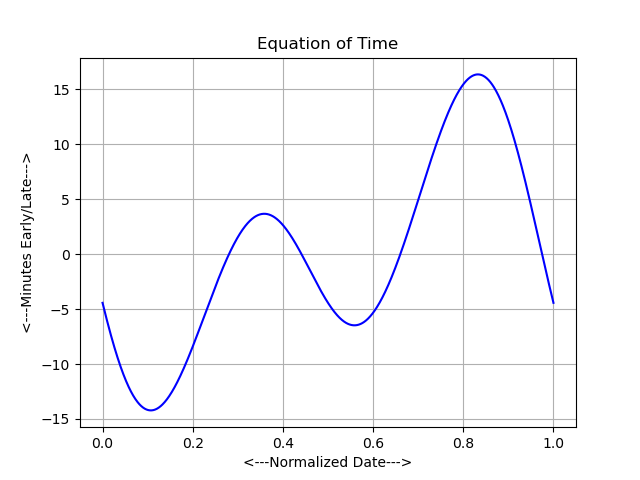 Equation of Time
15
10
5
0
−5
−10
−15
<---Minutes Early/Late--->
0.0 0.2 0.4 0.6 0.8 1.0
<---Normalized Date--->